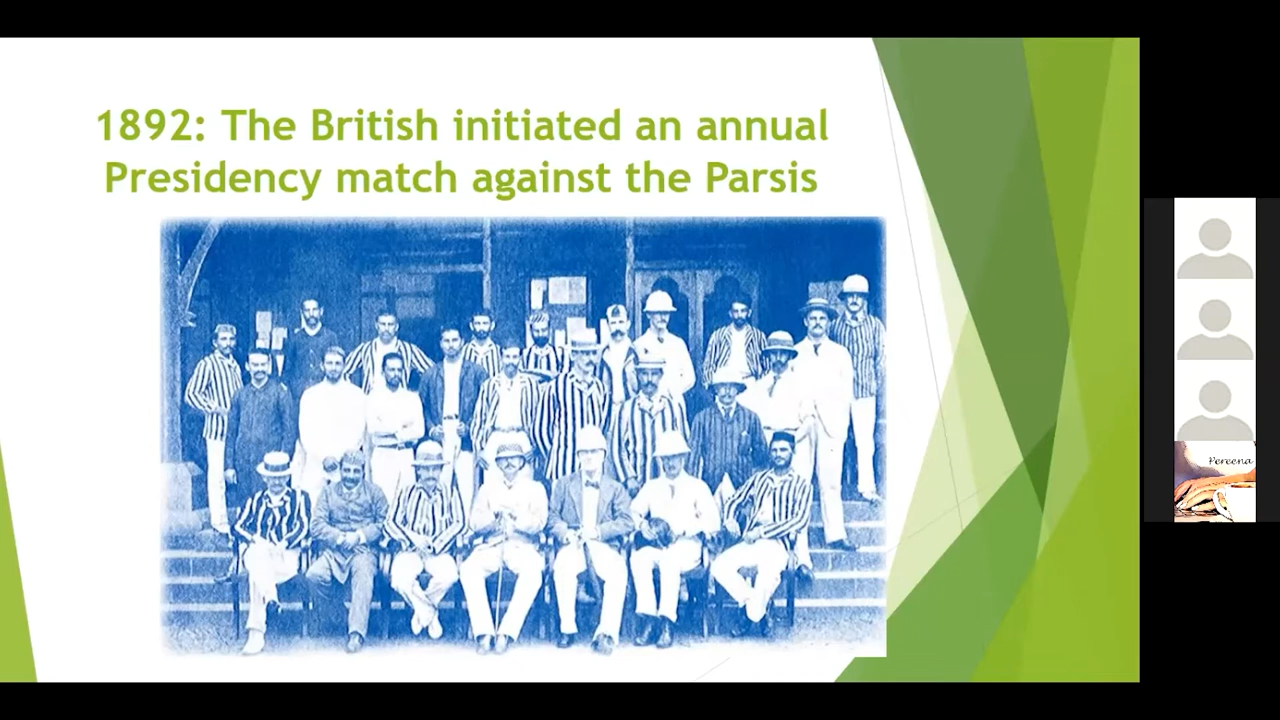 1892: The British initiated an annual
Presidency match against the Parsis
Pereena